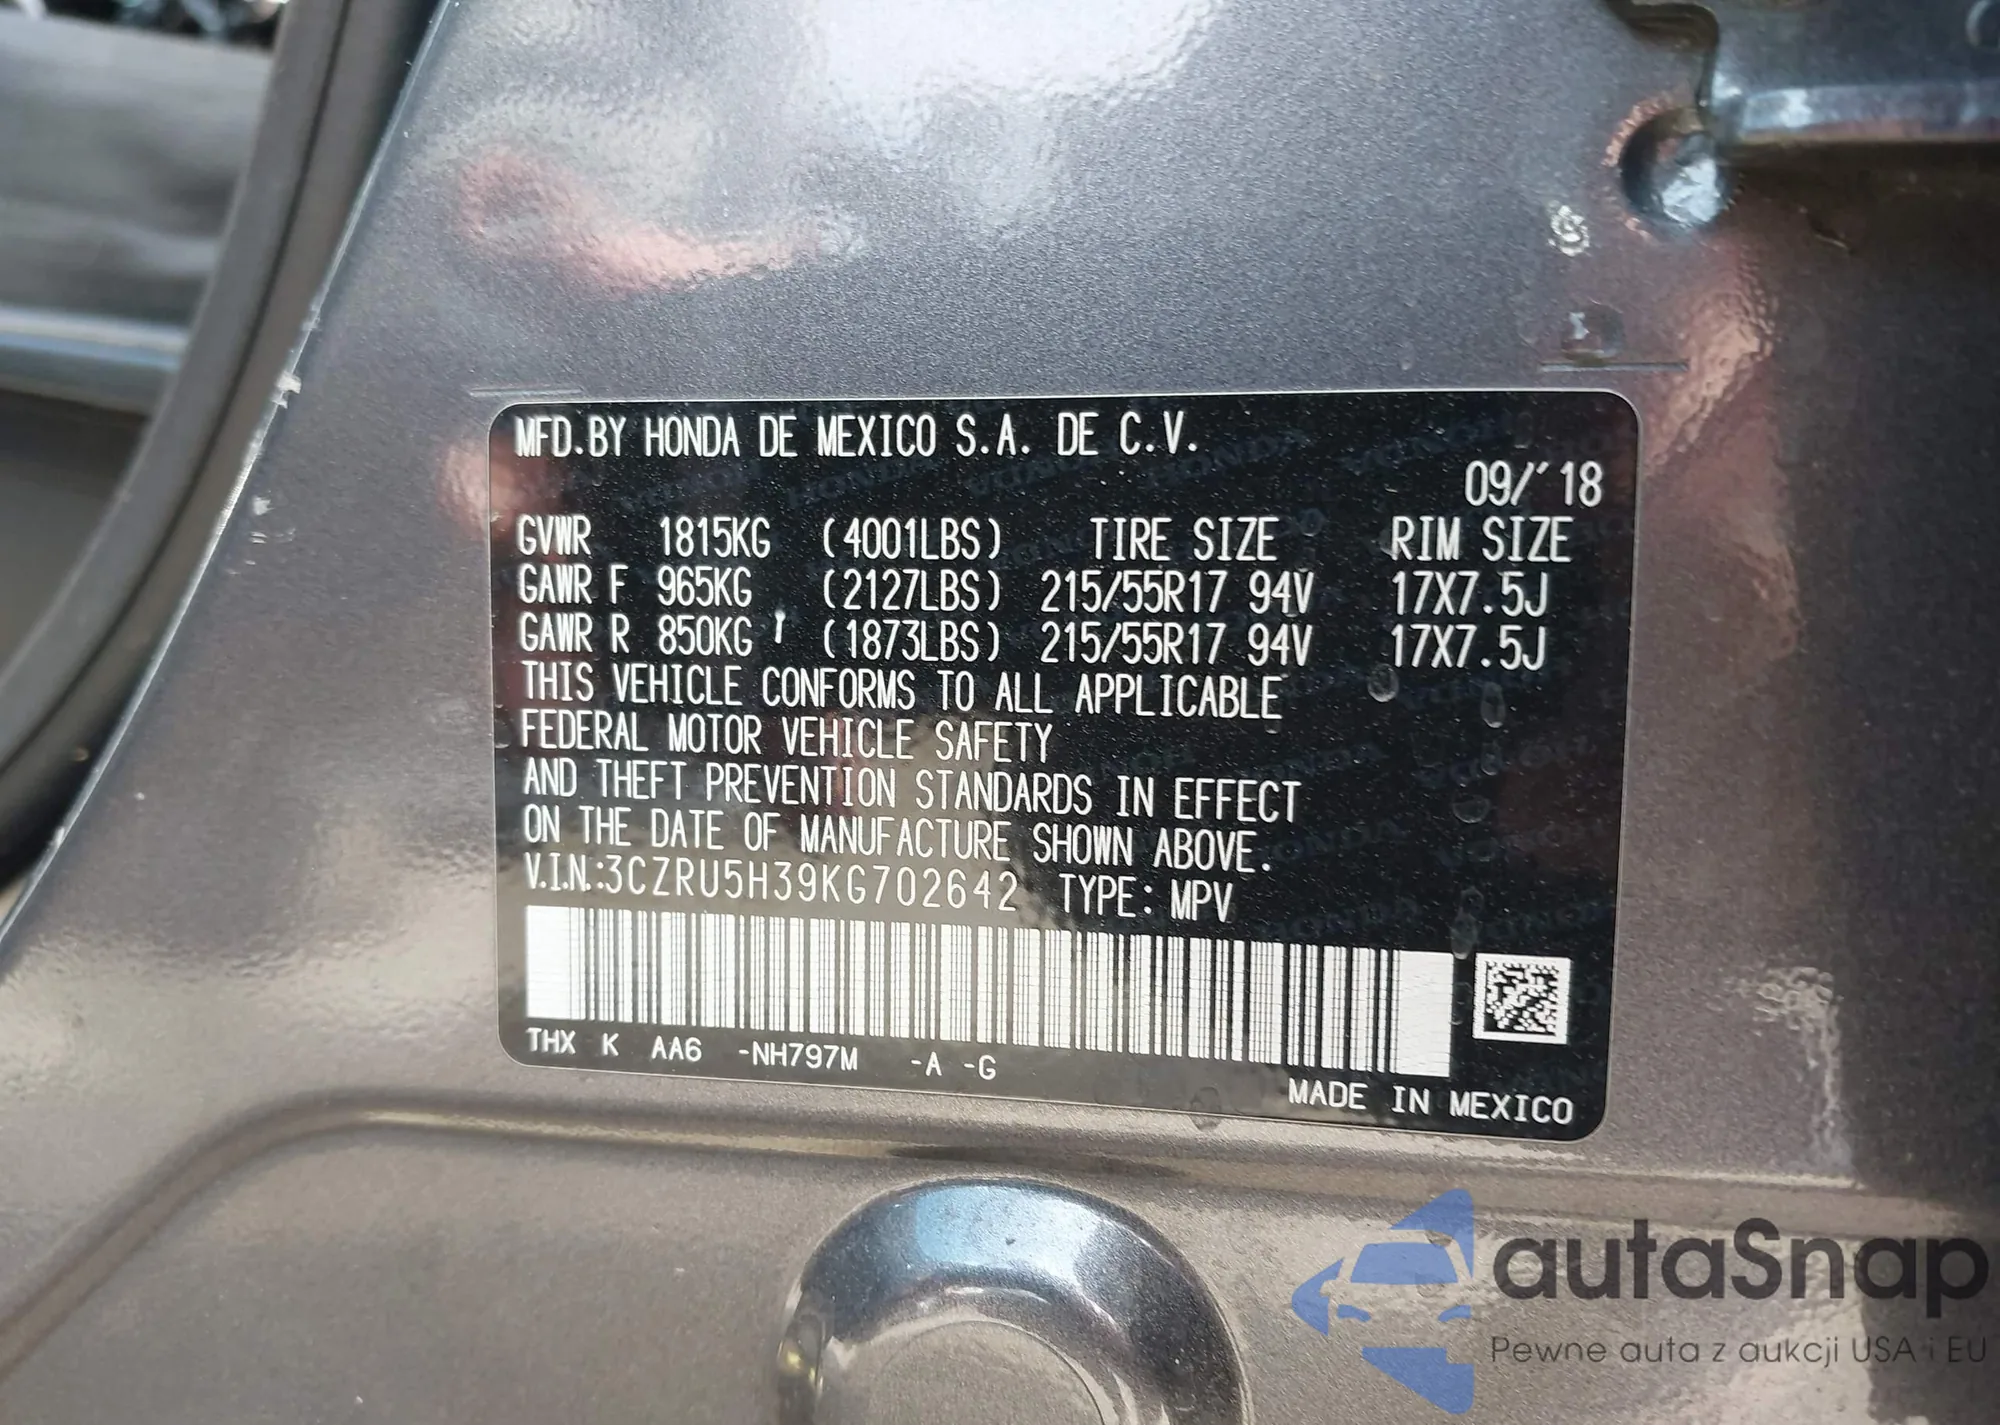 MFD.BY HONDA DE MEXICO S.A. DE C.V.
09/'18
GVWR 1815KG (4001LBS) TIRE SIZE RIM SIZE
GAWR F 965KG (2127LBS) 215/55R17 94V 17X7.5J
GAWR R 850KG (1873LBS) 215/55R17 94V 17X7.5J
THIS VEHICLE CONFORMS TO ALL APPLICABLE
FEDERAL MOTOR VEHICLE SAFETY
AND THEFT PREVENTION STANDARDS IN EFFECT
ON THE DATE OF MANUFACTURE SHOWN ABOVE.
V.I.N.:3CZRU5H39KG702642 TYPE: MPV
THX K AA6 -NH797M -A -G
MADE IN MEXICO
autaSnap
Pewne auta z aukcji USA i EU